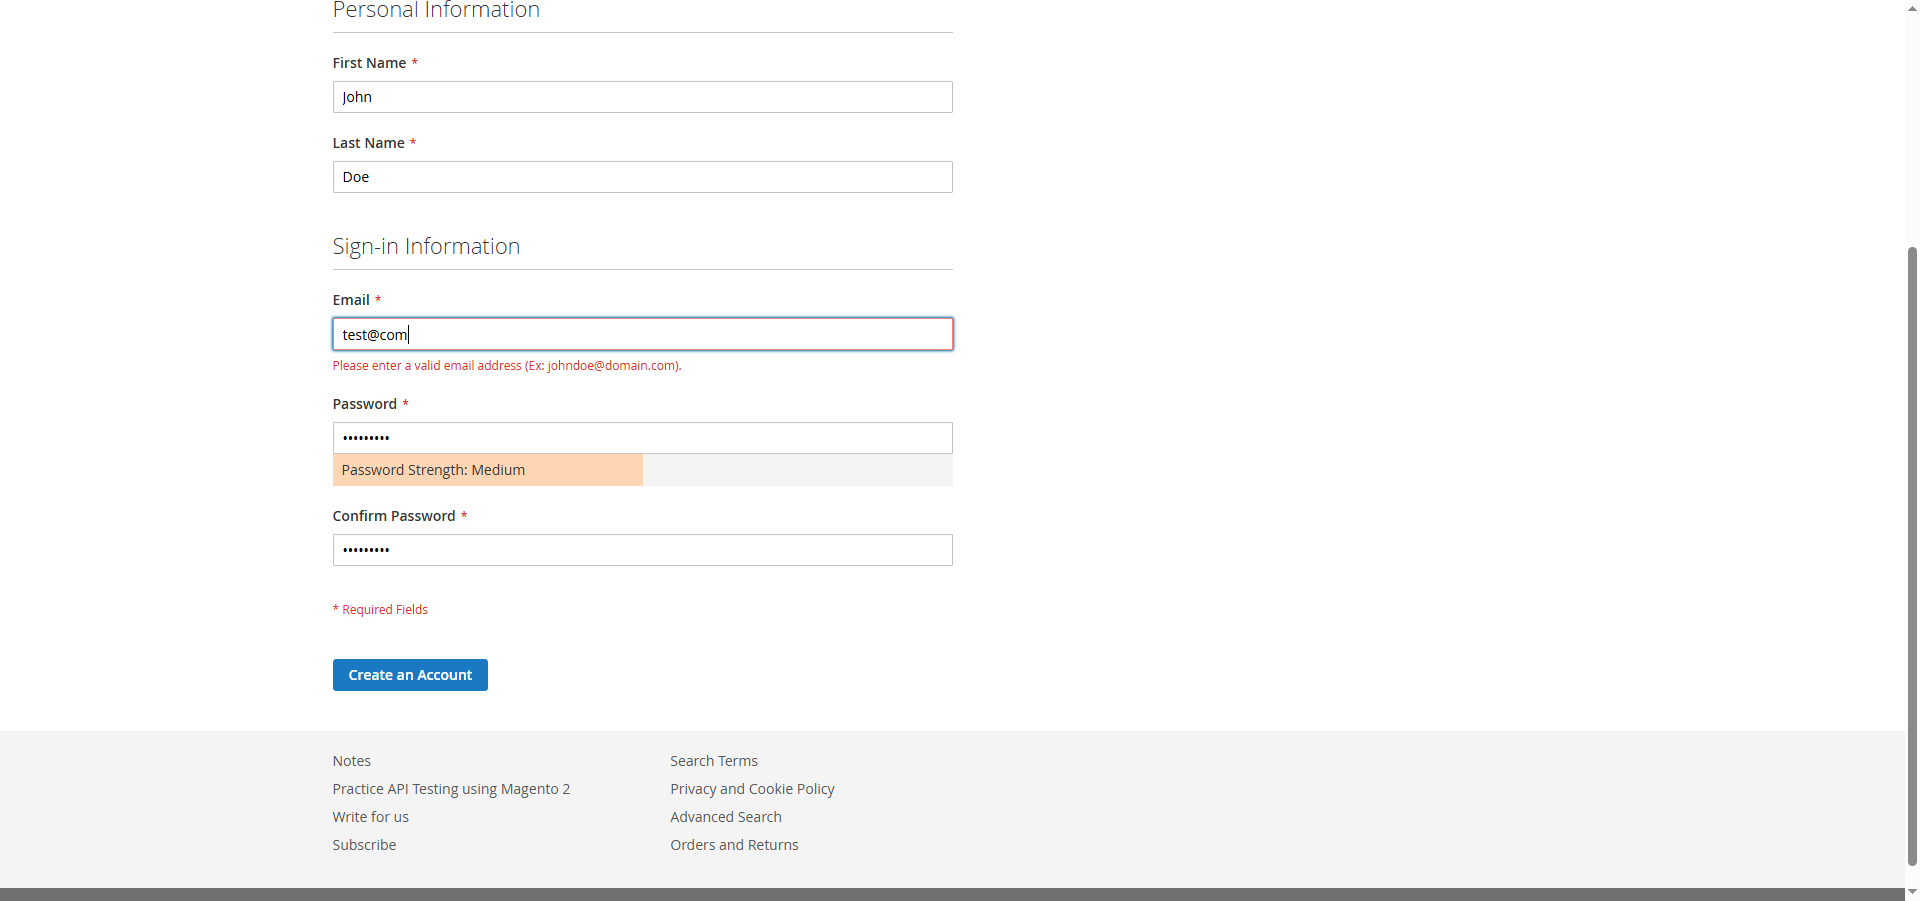 Personal Information
First Name *
John
Last Name *
Doe
Sign-in Information
Email *
test@com
Please enter a valid email address (Ex: johndoe@domain.com).
Password *
•••••••••
Password Strength: Medium
Confirm Password *
•••••••••
* Required Fields
Create an Account
Notes
Practice API Testing using Magento 2
Write for us
Subscribe
Search Terms
Privacy and Cookie Policy
Advanced Search
Orders and Returns